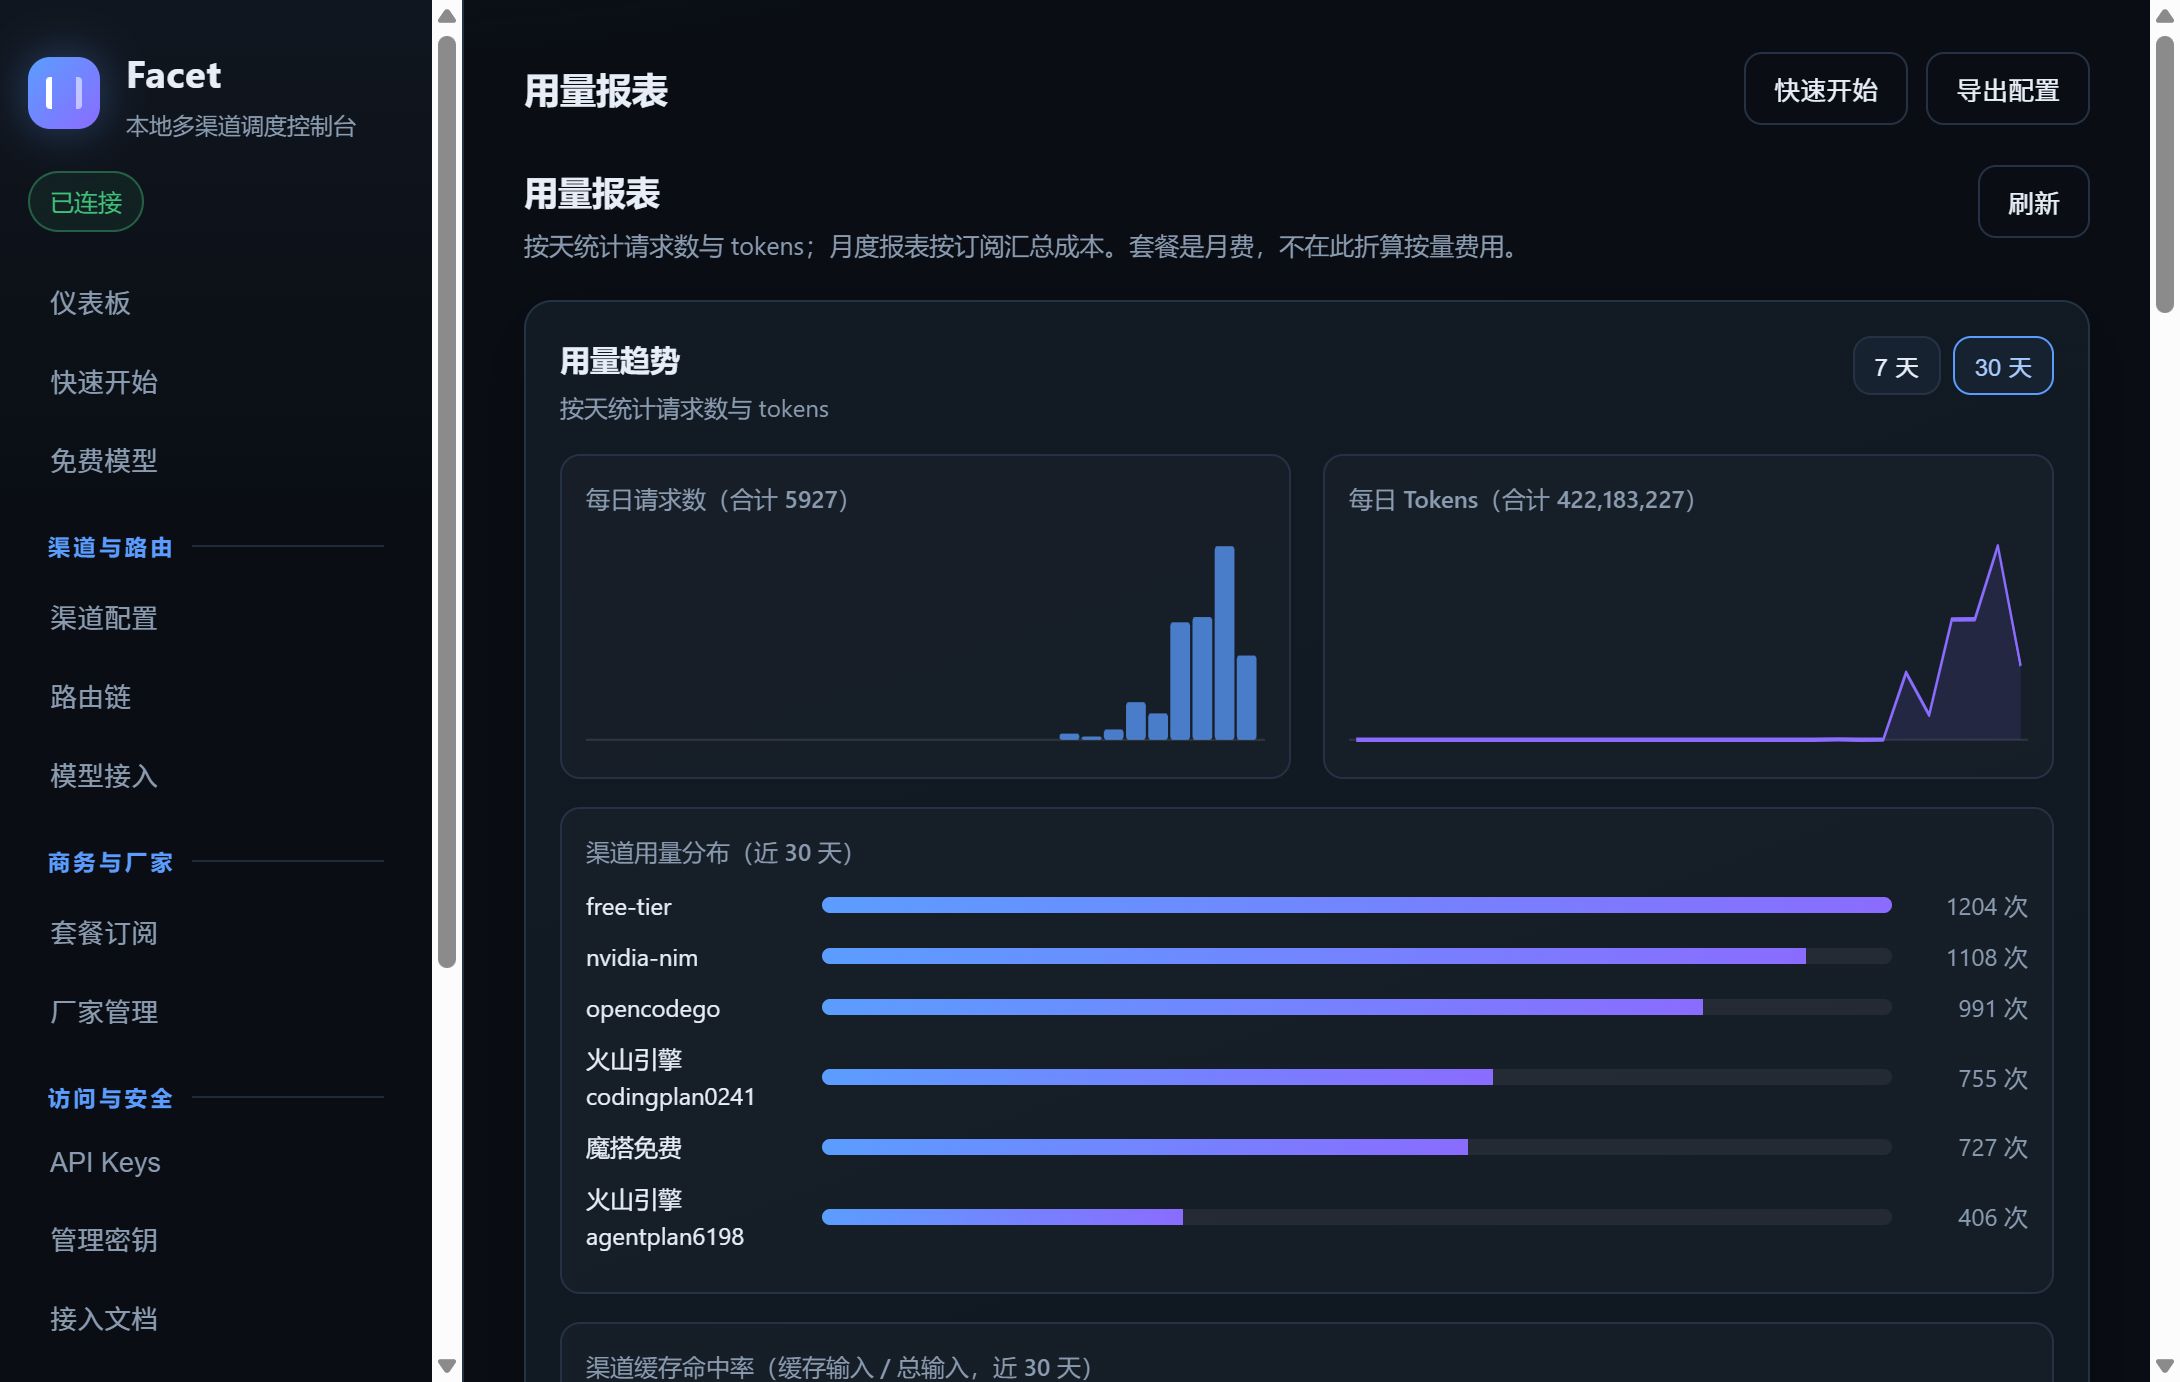 Facet
本地多渠道调度控制台
已连接
仪表板
快速开始
免费模型
渠道与路由
渠道配置
路由链
模型接入
商务与厂家
套餐订阅
厂家管理
访问与安全
API Keys
管理密钥
接入文档
用量报表
快速开始
导出配置
用量报表
刷新
按天统计请求数与 tokens；月度报表按订阅汇总成本。套餐是月费，不在此折算按量费用。
用量趋势
7 天
30 天
按天统计请求数与 tokens
每日请求数（合计 5927）
每日 Tokens（合计 422,183,227）
渠道用量分布（近 30 天）
free-tier
1204 次
nvidia-nim
1108 次
opencodego
991 次
火山引擎
codingplan0241
755 次
魔搭免费
727 次
火山引擎
agentplan6198
406 次
渠道缓存命中率（缓存输入 / 总输入，近 30 天）